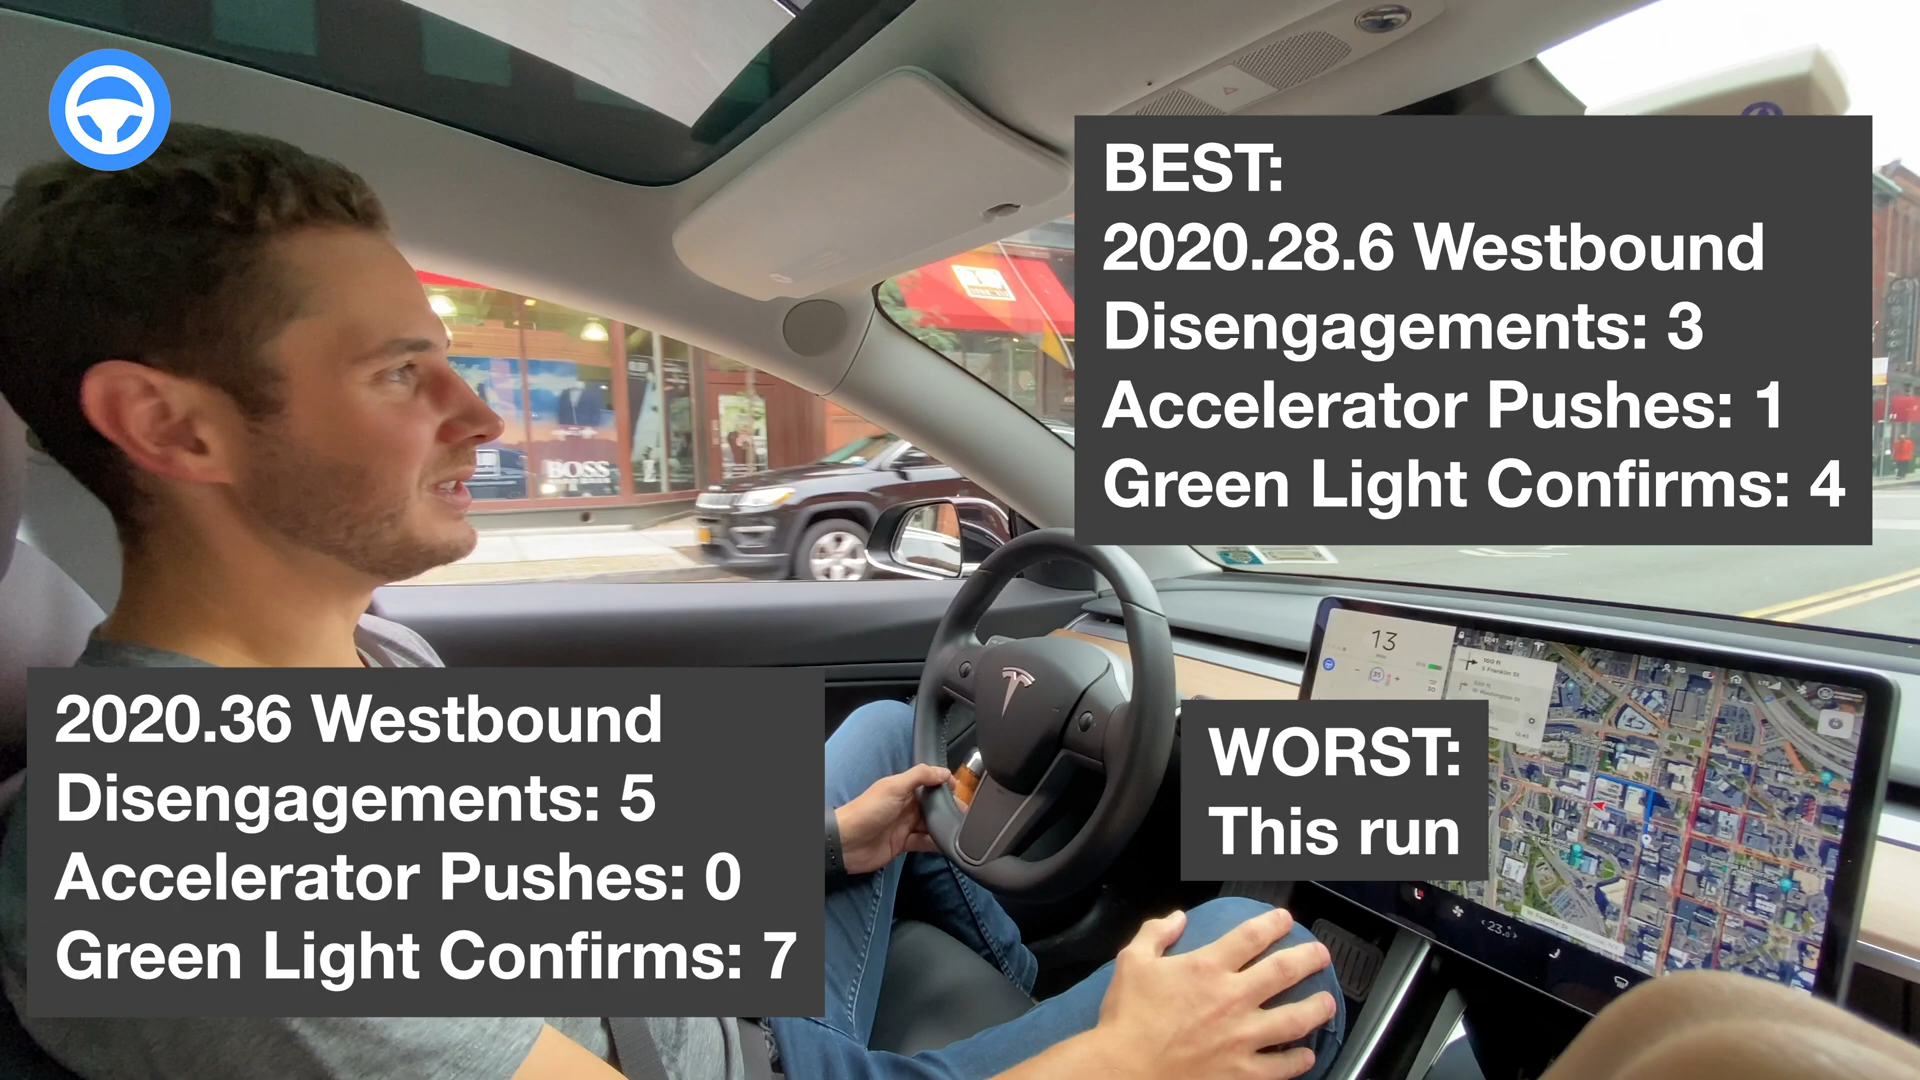 BEST:
2020.28.6 Westbound
Disengagements: 3
Accelerator Pushes: 1
Green Light Confirms: 4
BOSS
13
2020.36 Westbound
Disengagements: 5
Accelerator Pushes: 0
Green Light Confirms: 7
WORST:
This run